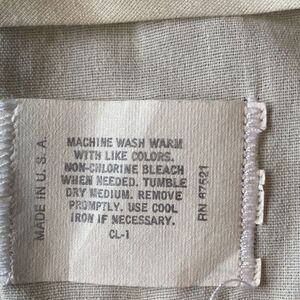 MADE IN U.S.A.
MACHINE WASH WARM
WITH LIKE COLORS.
NON-CHLORINE BLEACH
WHEN NEEDED. TUMBLE
DRY MEDIUM. REMOVE
PROMPTLY. USE COOL
IRON IF NECESSARY.
CL-1
RN 67521